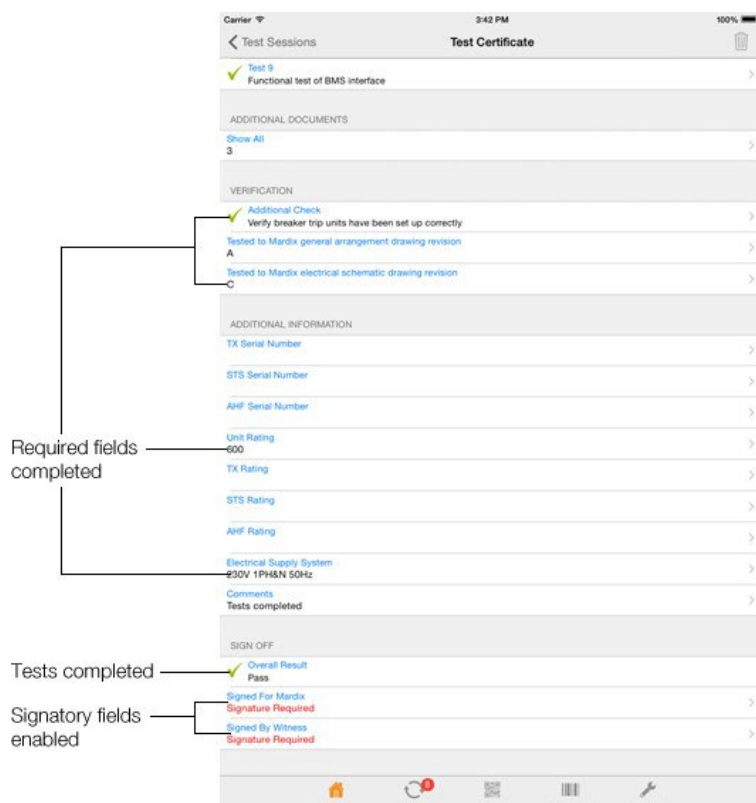 Carrier 3:42 PM 100%
Test Sessions Test Certificate
Test 9
Functional test of BMS interface
ADDITIONAL DOCUMENTS
Show All
3
VERIFICATION
Additional Check
Verify breaker trip units have been set up correctly
Tested to Mardix general arrangement drawing revision
A
Tested to Mardix electrical schematic drawing revision
C
ADDITIONAL INFORMATION
TX Serial Number
STS Serial Number
AHF Serial Number
Required fields
completed
Unit Rating
600
TX Rating
STS Rating
AHF Rating
Electrical Supply System
230V 1PH&N 50Hz
Comments
Tests completed
SIGN OFF
Tests completed
Overall Result
Pass
Signatory fields
enabled
Signed For Mardix
Signature Required
Signed By Witness
Signature Required
8